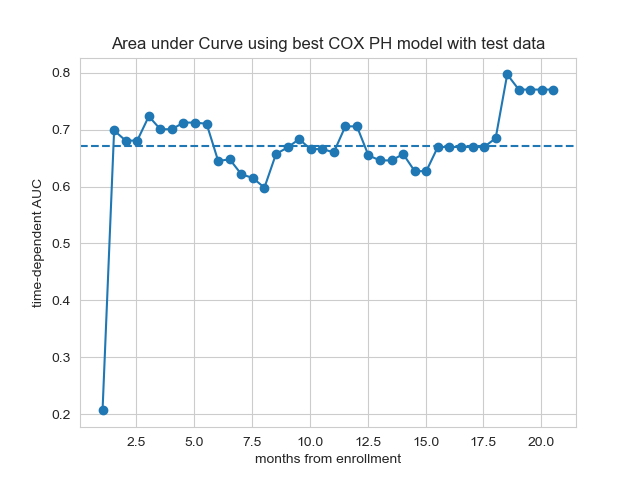 Area under Curve using best COX PH model with test data
0.8
0.7
0.6
0.5
0.4
0.3
0.2
time-dependent AUC
2.5 5.0 7.5 10.0 12.5 15.0 17.5 20.0
months from enrollment